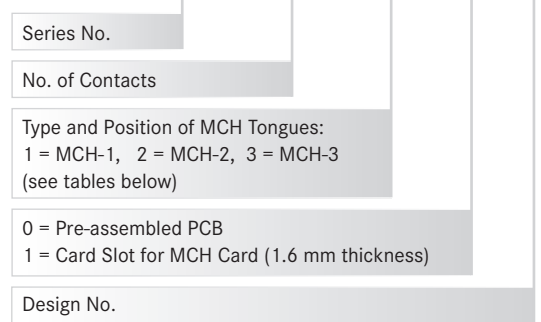 Series No.
No. of Contacts
Type and Position of MCH Tongues:
1 = MCH-1, 2 = MCH-2, 3 = MCH-3
(see tables below)
0 = Pre-assembled PCB
1 = Card Slot for MCH Card (1.6 mm thickness)
Design No.